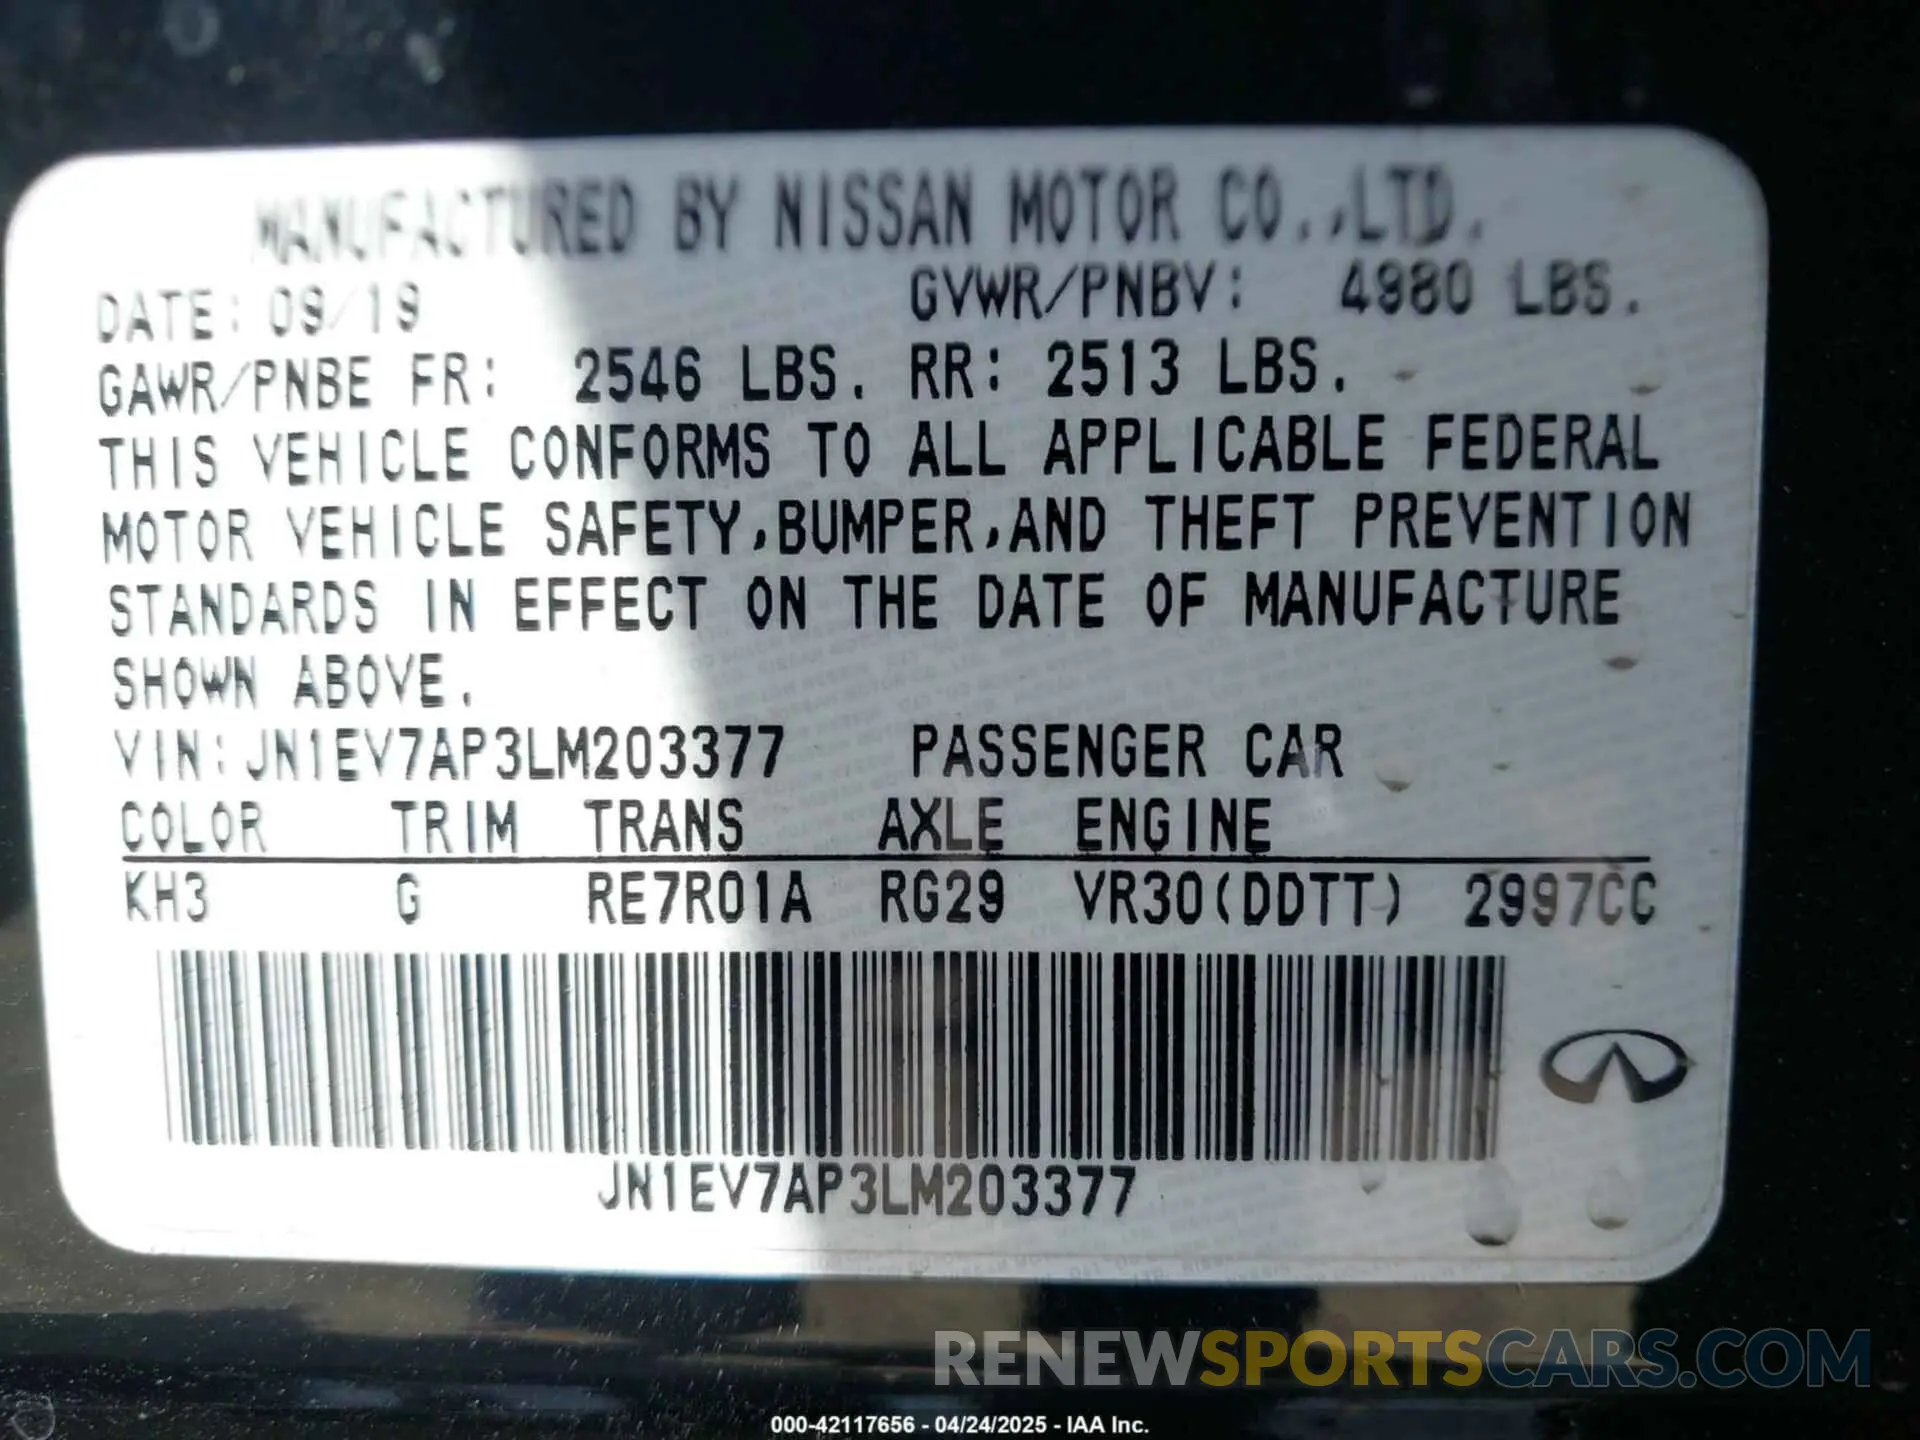 MANUFACTURED BY NISSAN MOTOR CO.,LTD.
DATE: 09/19 GVWR/PNBV: 4980 LBS.
GAWR/PNBE FR: 2546 LBS. RR: 2513 LBS.
THIS VEHICLE CONFORMS TO ALL APPLICABLE FEDERAL
MOTOR VEHICLE SAFETY,BUMPER,AND THEFT PREVENTION
STANDARDS IN EFFECT ON THE DATE OF MANUFACTURE
SHOWN ABOVE.
VIN:JN1EV7AP3LM203377 PASSENGER CAR
COLOR TRIM TRANS AXLE ENGINE
KH3 G RE7R01A RG29 VR30(DDTT) 2997CC
JN1EV7AP3LM203377
RENEWSPORTSCARS.COM
000-42117656 - 04/24/2025 - IAA Inc.